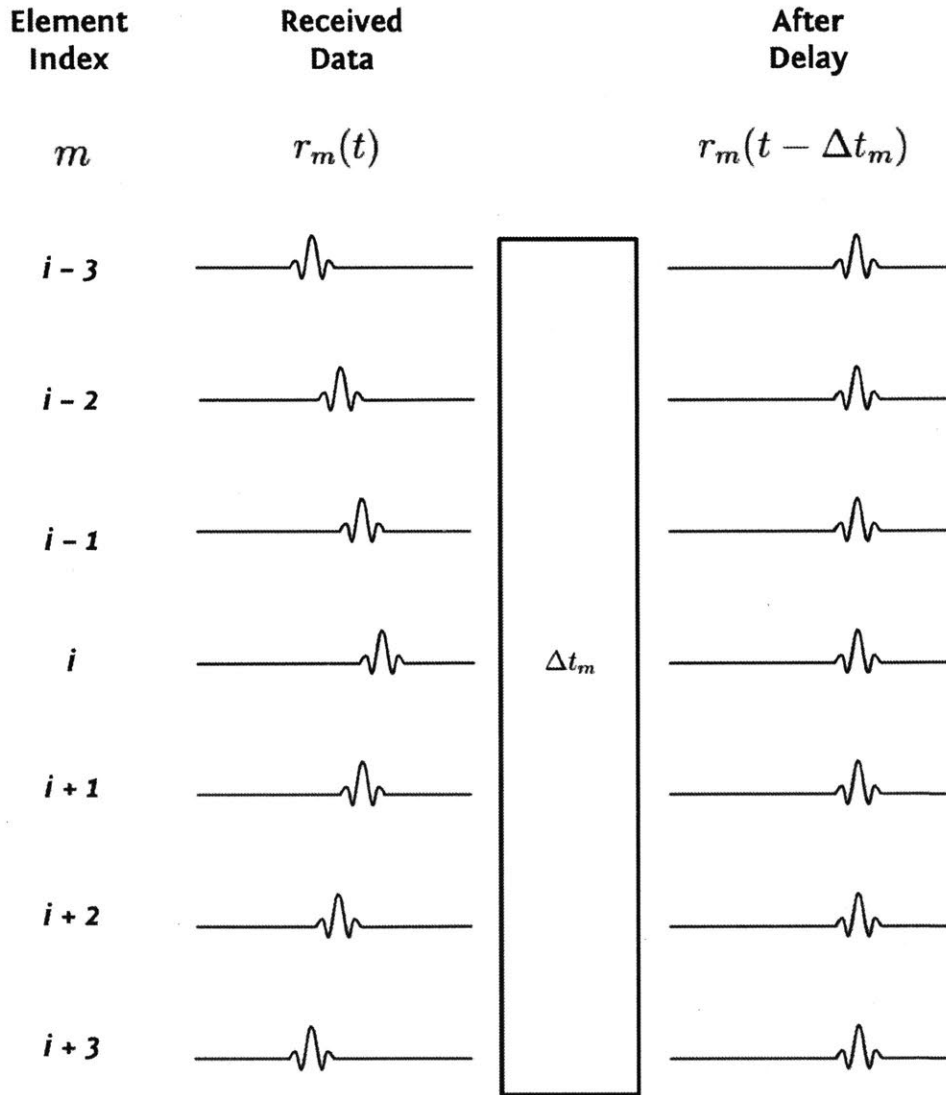 Element Index
Received Data
After Delay
m
r_m(t)
r_m(t − Δt_m)
i – 3
i – 2
i – 1
i
Δt_m
i + 1
i + 2
i + 3